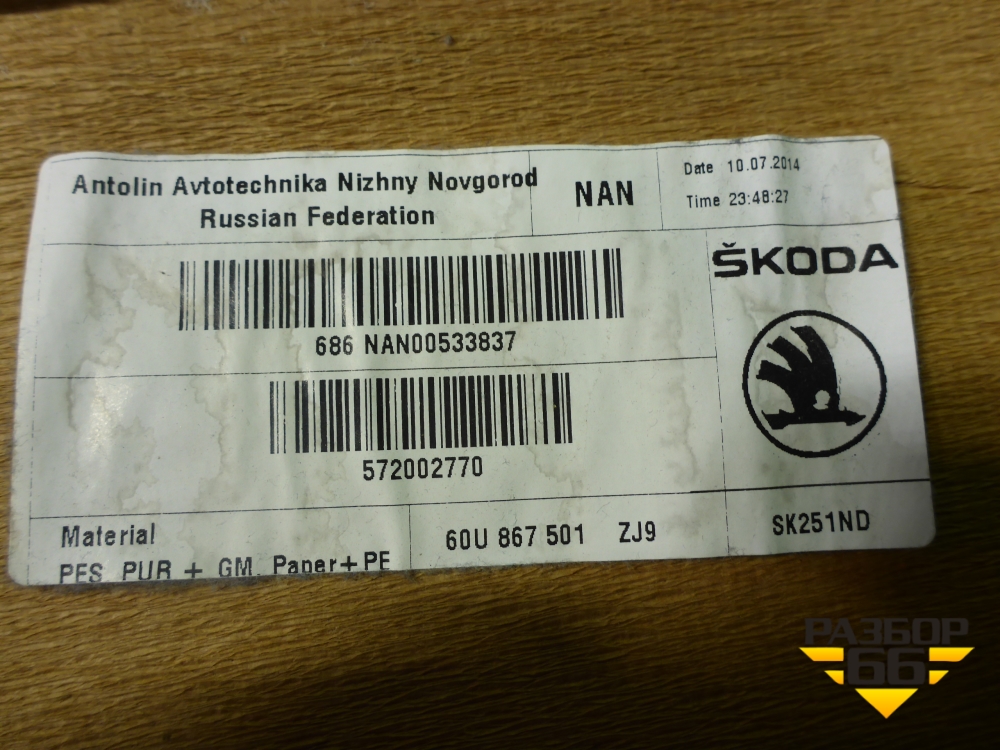 Antolin Avtotechnika Nizhny Novgorod
Russian Federation
NAN
Date 10.07.2014
Time 23:48:27
686 NAN00533837
ŠKODA
572002770
Material
PES PUR + GM Paper+PE
60U 867 501 ZJ9
SK251ND
РАЗБОР
66